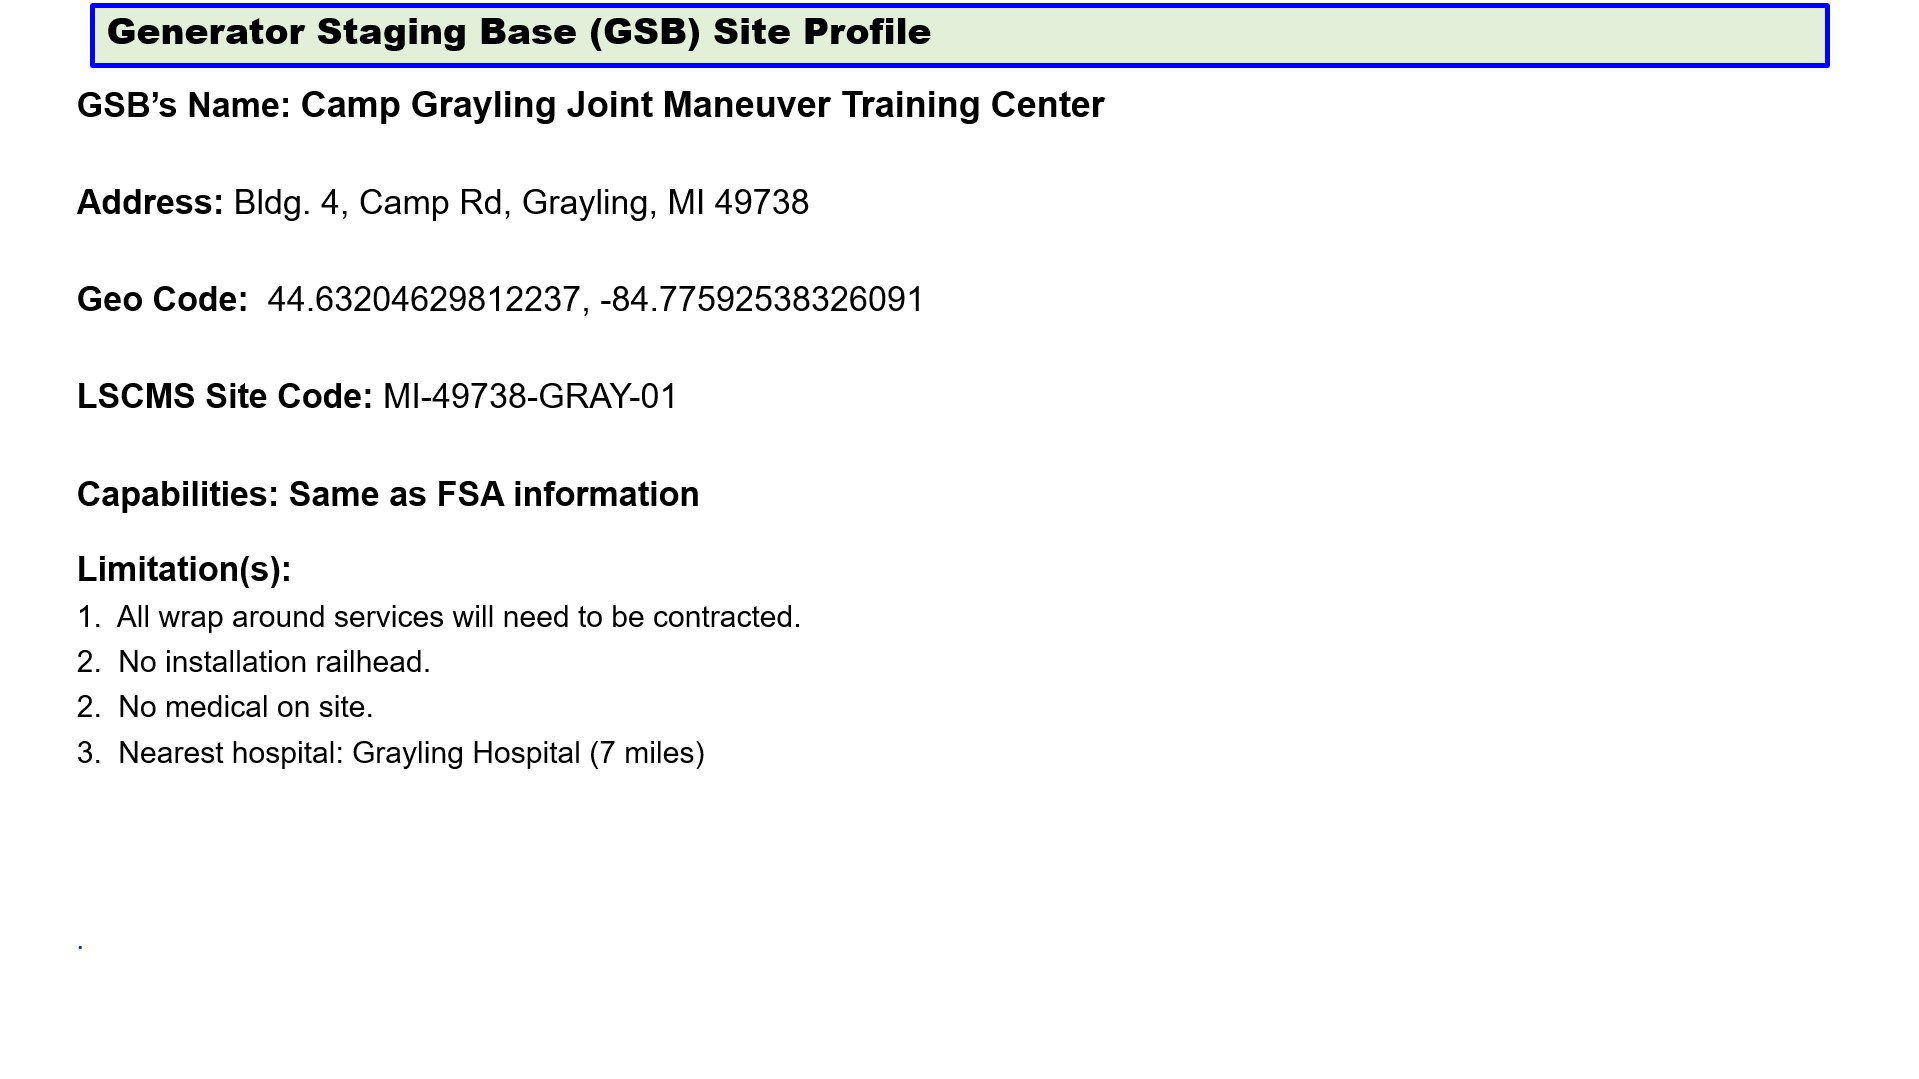 Generator Staging Base (GSB) Site Profile
GSB’s Name: Camp Grayling Joint Maneuver Training Center
Address: Bldg. 4, Camp Rd, Grayling, MI 49738
Geo Code:  44.63204629812237, -84.77592538326091
LSCMS Site Code: MI-49738-GRAY-01
Capabilities: Same as FSA information
Limitation(s):
1.  All wrap around services will need to be contracted.
2.  No installation railhead.
2.  No medical on site.
3.  Nearest hospital: Grayling Hospital (7 miles)
.